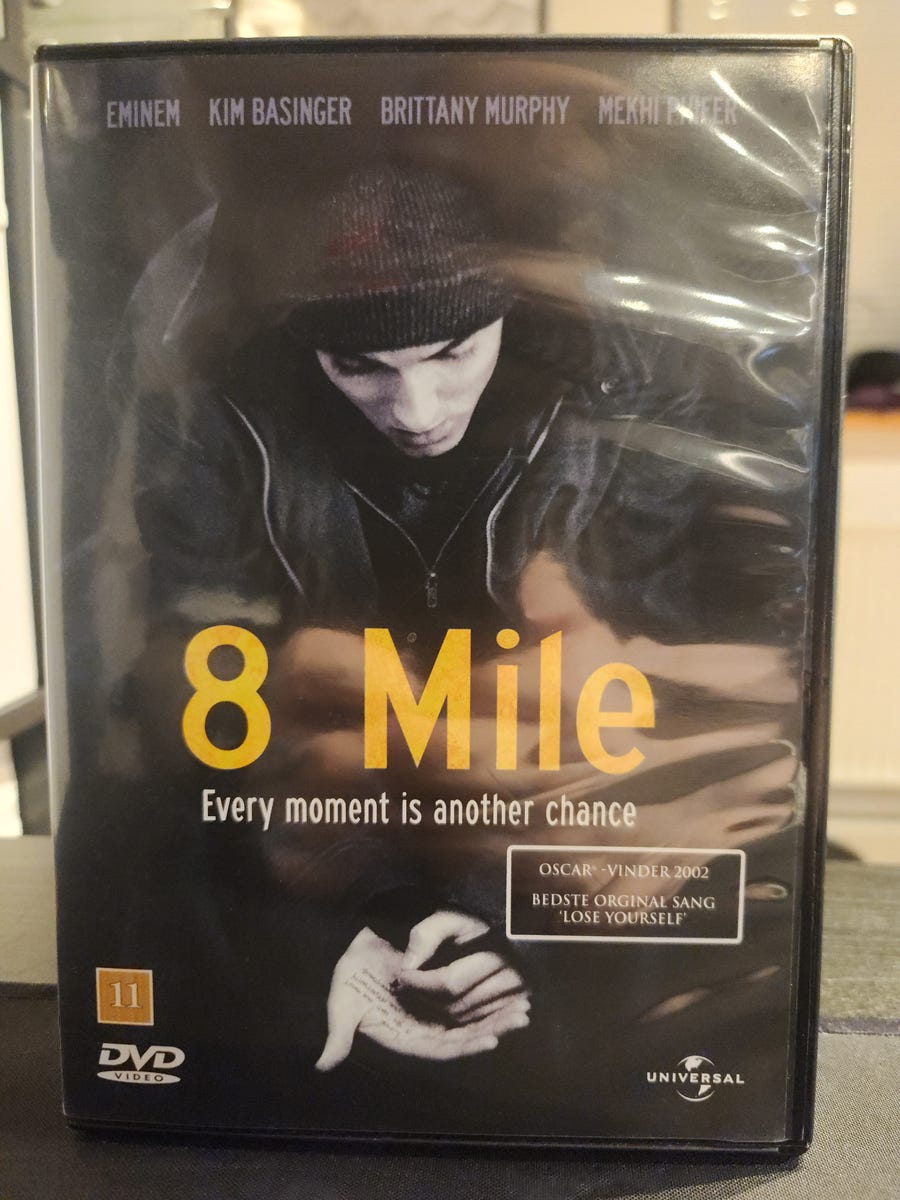 EMINEM KIM BASINGER BRITTANY MURPHY MEKHI PHIFER
8 Mile
Every moment is another chance
OSCAR® -VINDER 2002
BEDSTE ORGINAL SANG
'LOSE YOURSELF'
11
DVD
VIDEO
UNIVERSAL